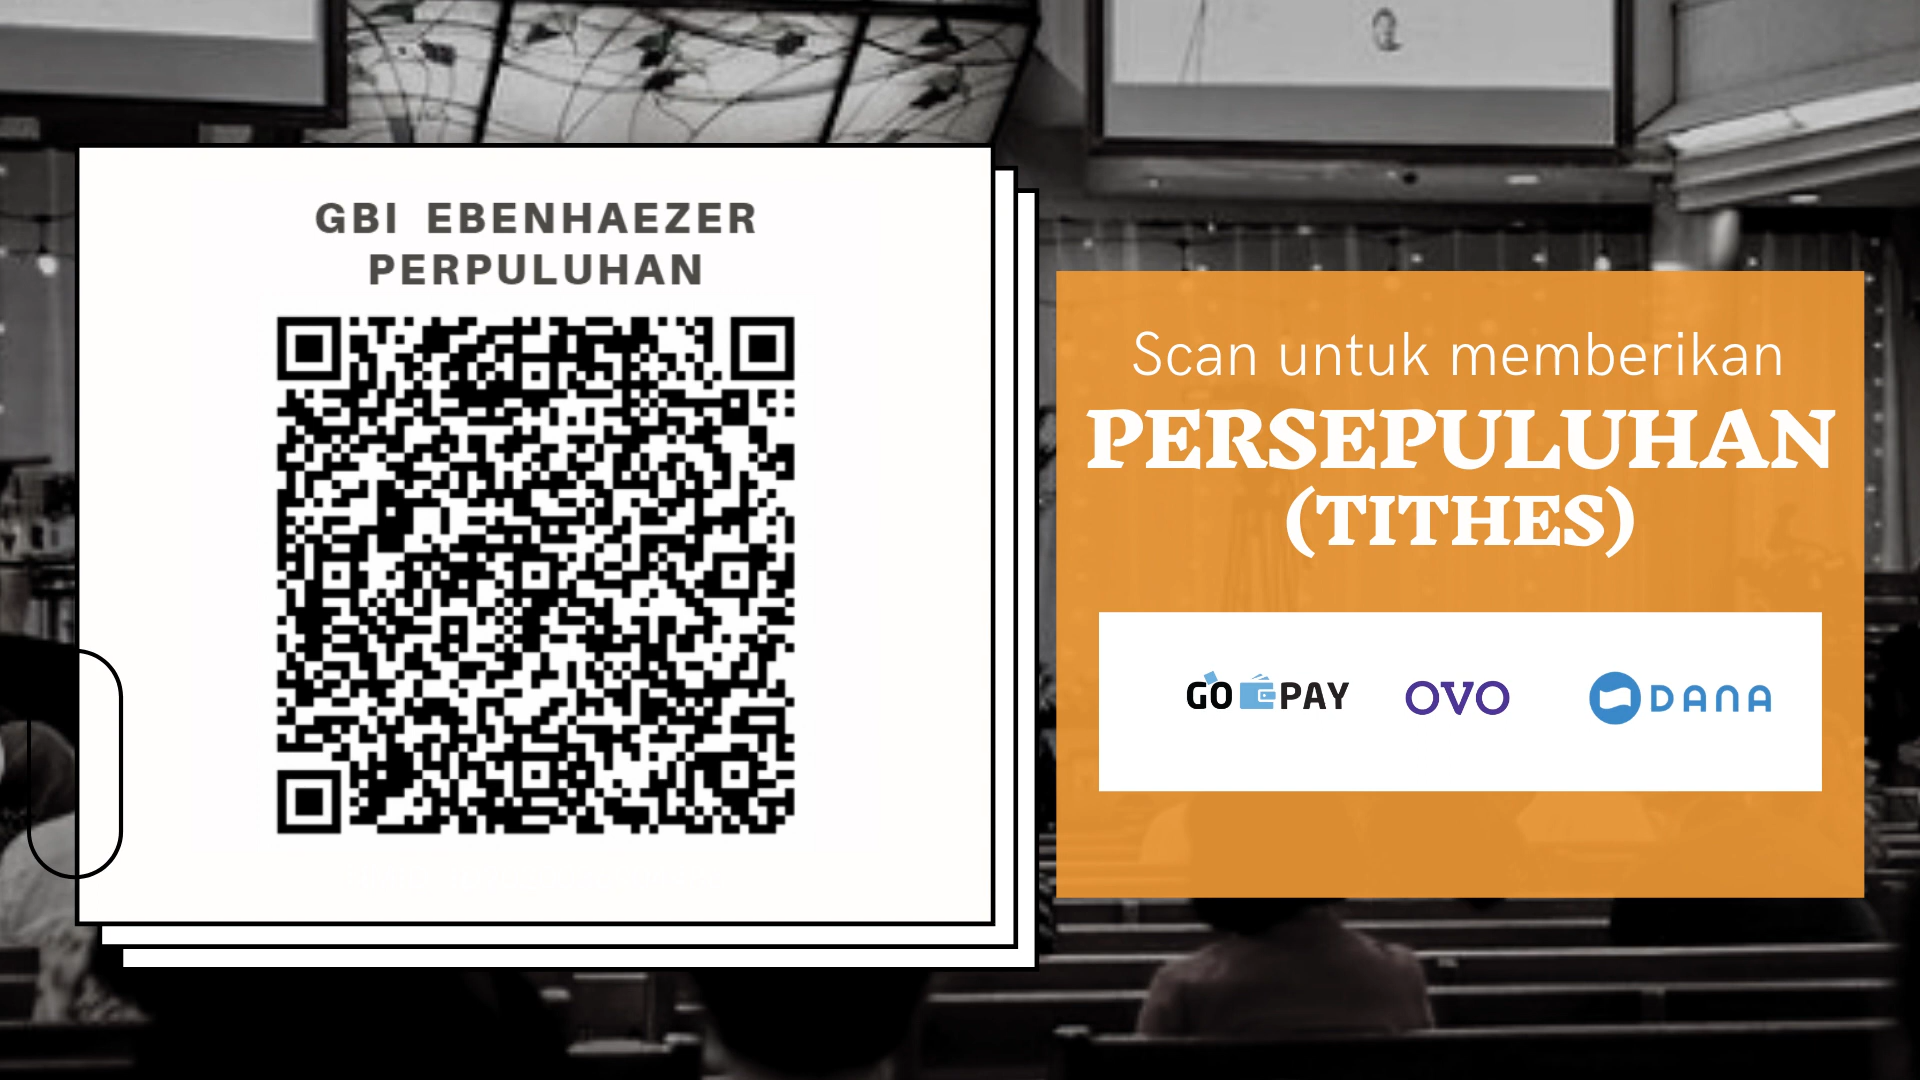 GBI EBENHAEZER
PERPULUHAN
Scan untuk memberikan
PERSEPULUHAN
(TITHES)
GO PAY
OVO
DANA